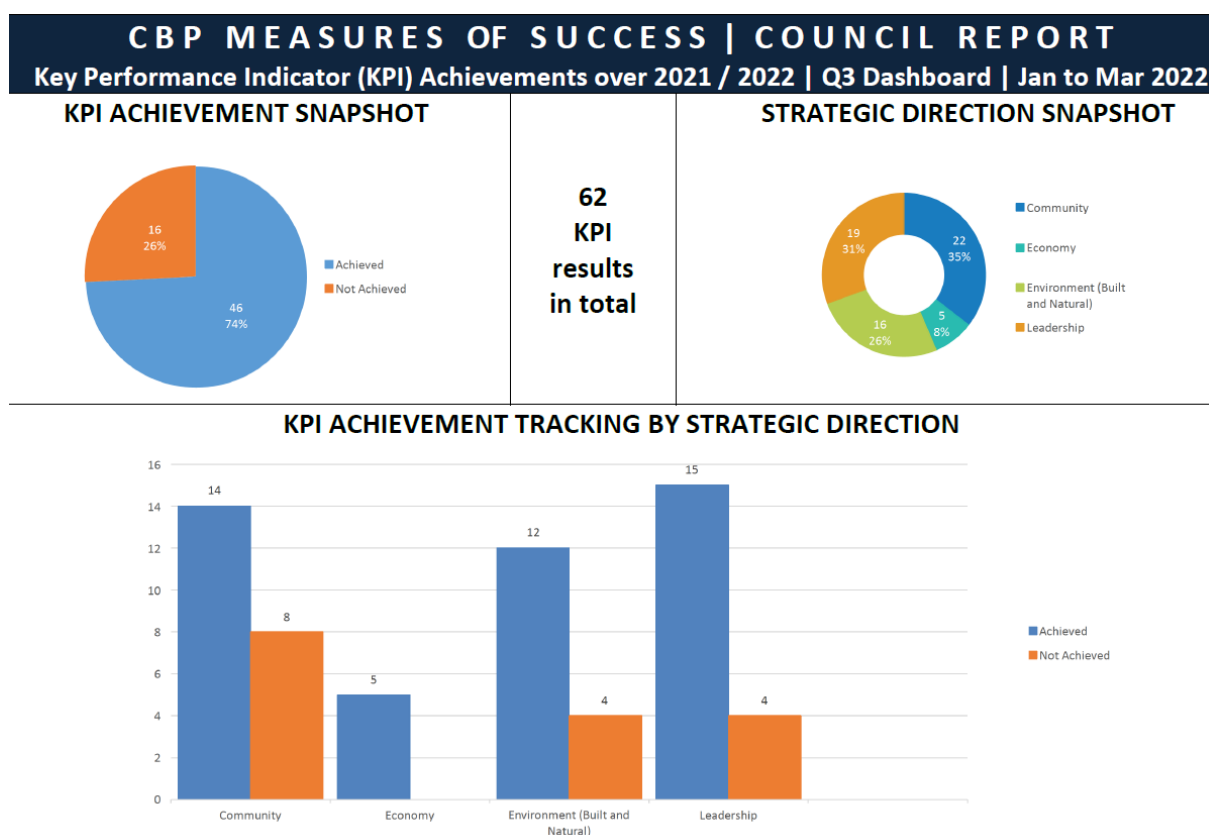 CBP MEASURES OF SUCCESS | COUNCIL REPORT
Key Performance Indicator (KPI) Achievements over 2021 / 2022 | Q3 Dashboard | Jan to Mar 2022
KPI ACHIEVEMENT SNAPSHOT
16
26%
46
74%
Achieved
Not Achieved
62
KPI
results
in total
STRATEGIC DIRECTION SNAPSHOT
19
31%
22
35%
16
26%
5
8%
Community
Economy
Environment (Built
and Natural)
Leadership
KPI ACHIEVEMENT TRACKING BY STRATEGIC DIRECTION
16
14
12
10
8
6
4
2
0
14
8
5
12
4
15
4
Community
Economy
Environment (Built and
Natural)
Leadership
Achieved
Not Achieved